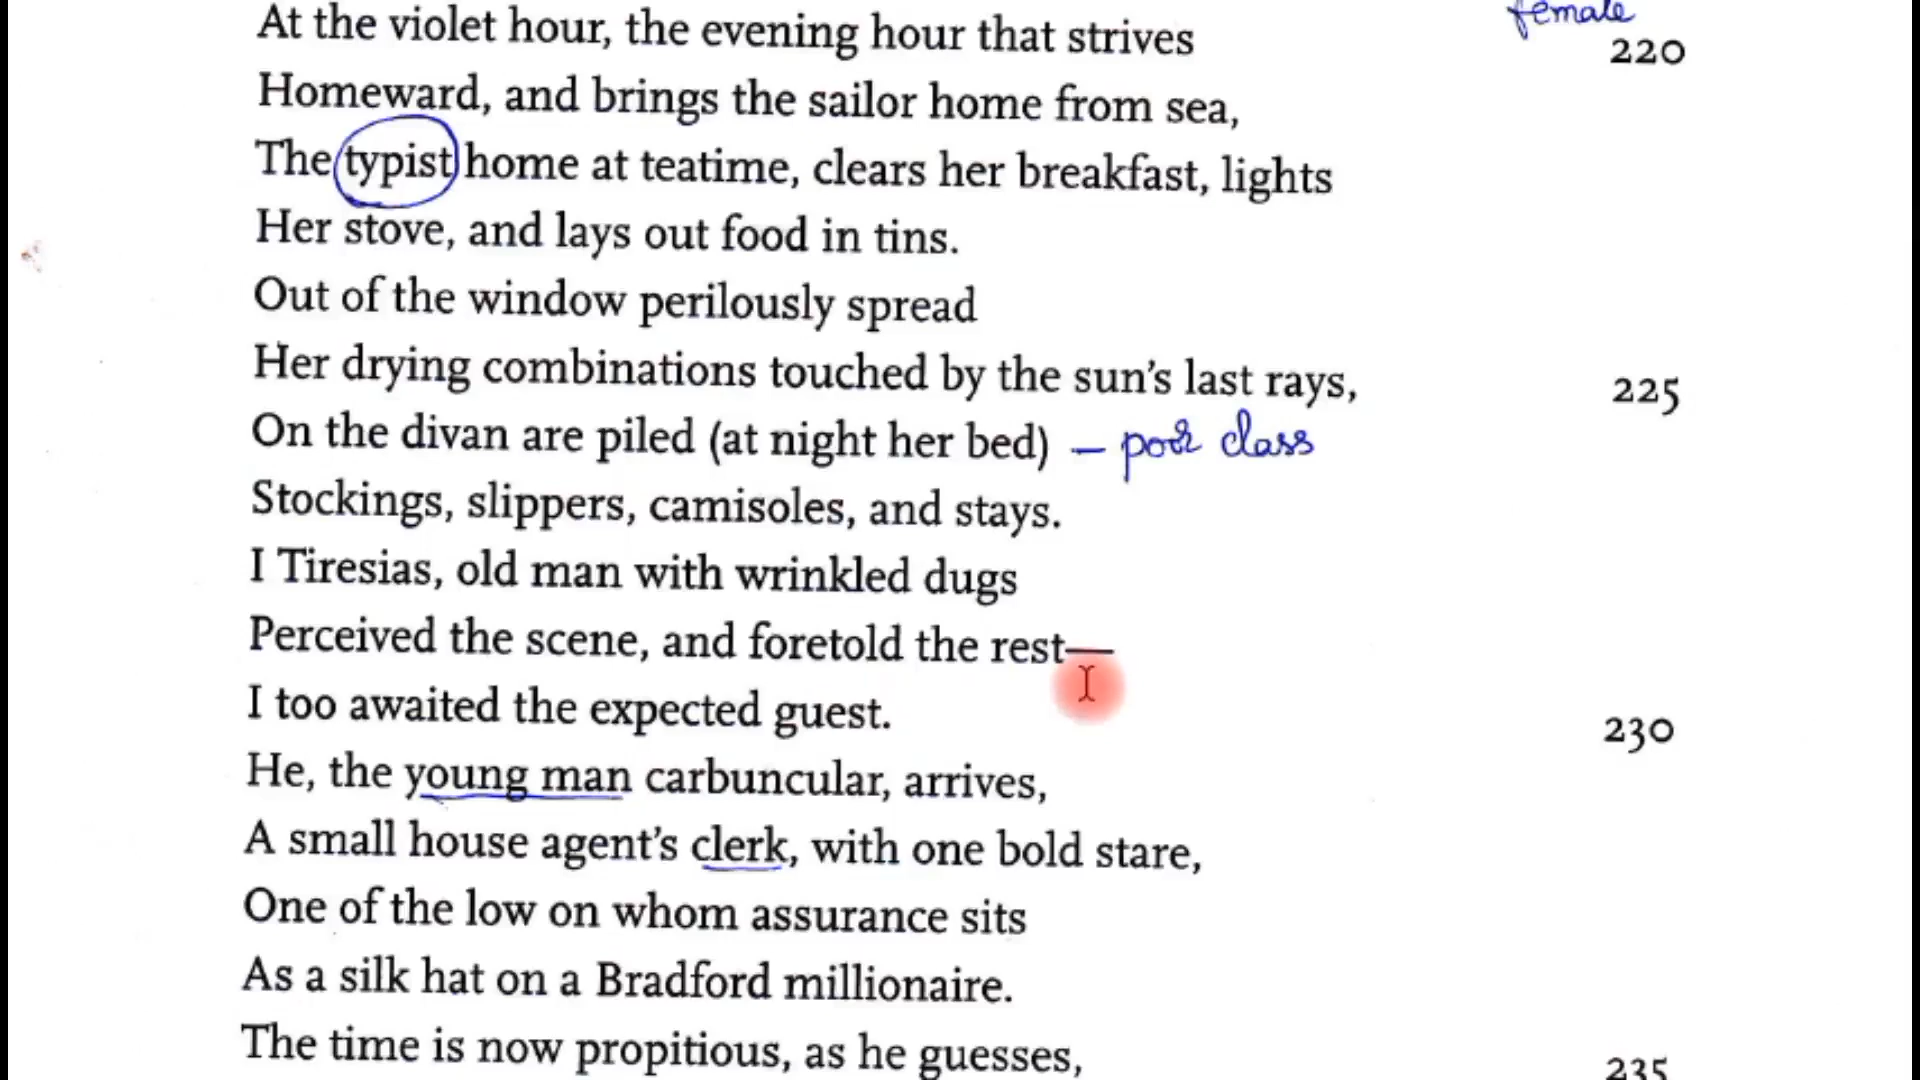 female
At the violet hour, the evening hour that strives 220
Homeward, and brings the sailor home from sea,
The typist home at teatime, clears her breakfast, lights
Her stove, and lays out food in tins.
Out of the window perilously spread
Her drying combinations touched by the sun's last rays, 225
On the divan are piled (at night her bed) – poor class
Stockings, slippers, camisoles, and stays.
I Tiresias, old man with wrinkled dugs
Perceived the scene, and foretold the rest—
I too awaited the expected guest. 230
He, the young man carbuncular, arrives,
A small house agent's clerk, with one bold stare,
One of the low on whom assurance sits
As a silk hat on a Bradford millionaire.
The time is now propitious, as he guesses, 235